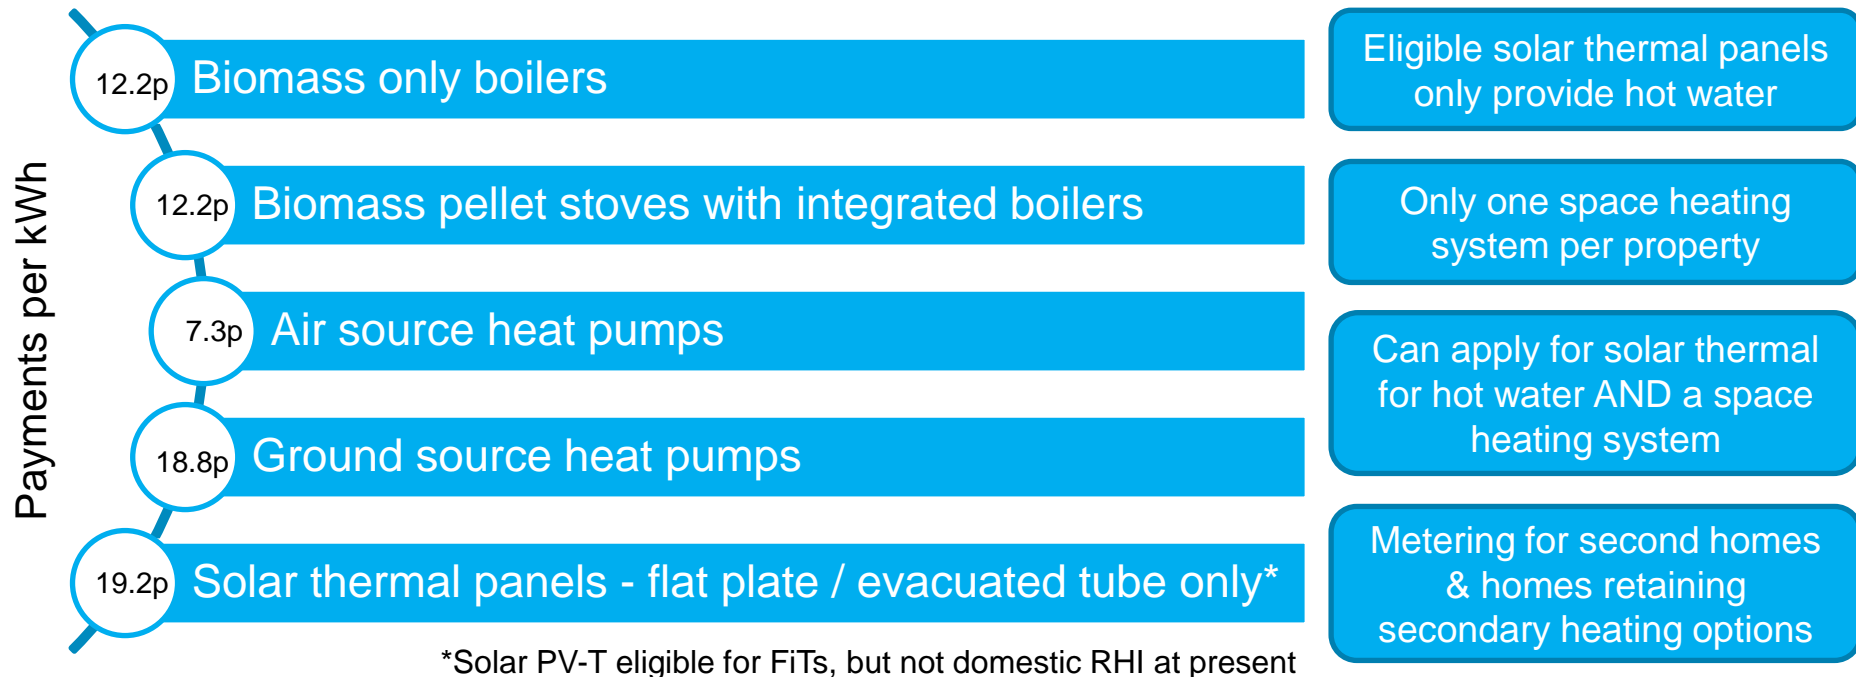 Payments per kWh
12.2p
Biomass only boilers
12.2p
Biomass pellet stoves with integrated boilers
7.3p
Air source heat pumps
18.8p
Ground source heat pumps
19.2p
Solar thermal panels - flat plate / evacuated tube only*
*Solar PV-T eligible for FiTs, but not domestic RHI at present
Eligible solar thermal panels
only provide hot water
Only one space heating
system per property
Can apply for solar thermal
for hot water AND a space
heating system
Metering for second homes
& homes retaining
secondary heating options